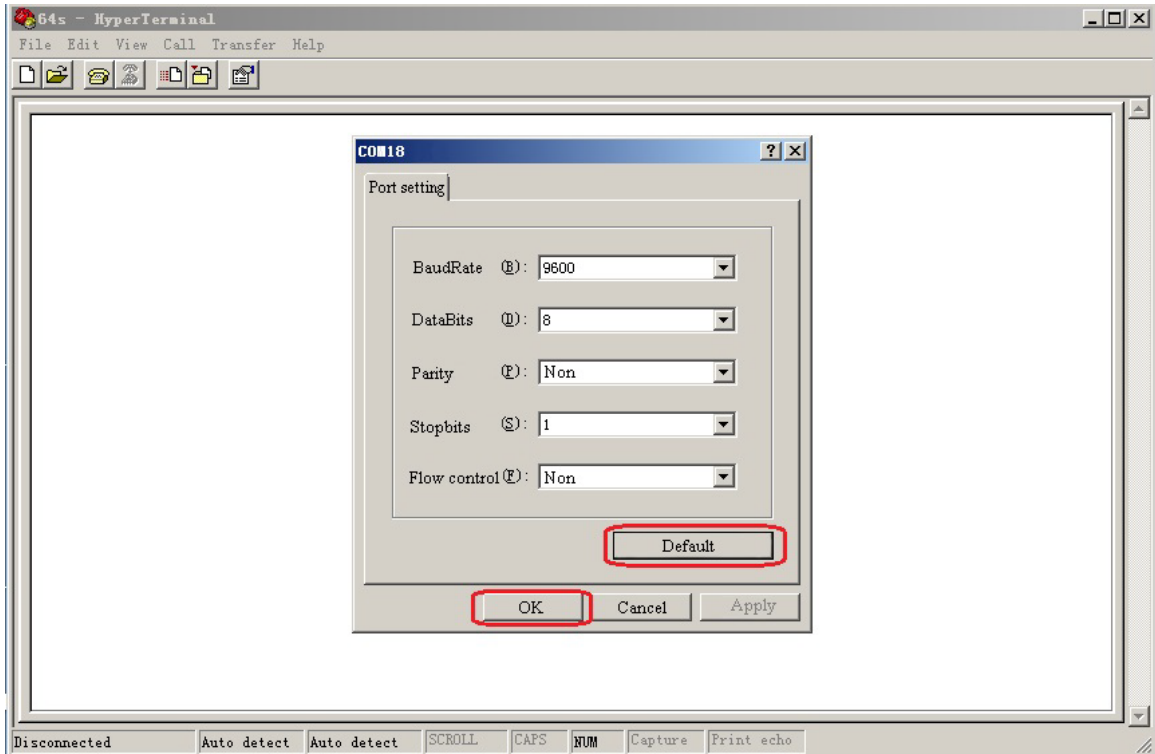 64s - HyperTerminal
File Edit View Call Transfer Help
COM18
Port setting
BaudRate (B): 9600
DataBits (D): 8
Parity (P): Non
Stopbits (S): 1
Flow control(F): Non
Default
OK Cancel Apply
Disconnected Auto detect Auto detect SCROLL CAPS NUM Capture Print echo